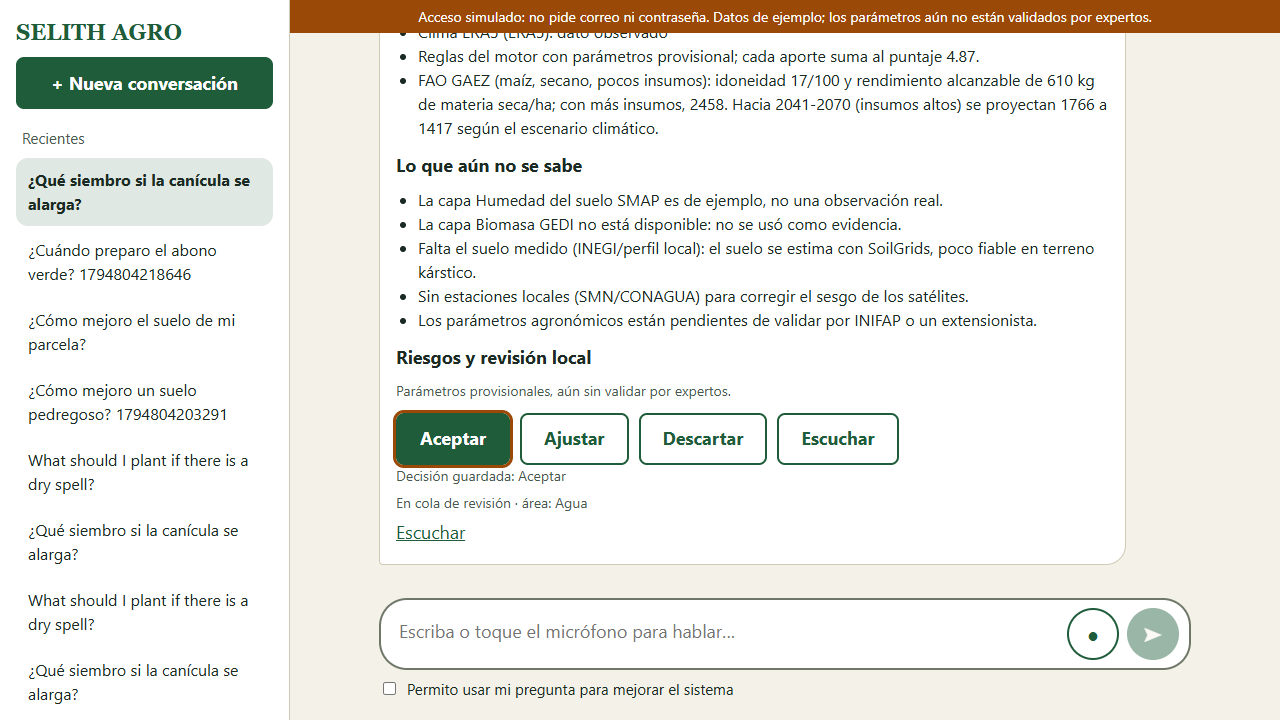 SELITH AGRO
+ Nueva conversación
Recientes
¿Qué siembro si la canícula se
alarga?
¿Cuándo preparo el abono
verde? 1794804218646
¿Cómo mejoro el suelo de mi
parcela?
¿Cómo mejoro un suelo
pedregoso? 1794804203291
What should I plant if there is a
dry spell?
¿Qué siembro si la canícula se
alarga?
What should I plant if there is a
dry spell?
¿Qué siembro si la canícula se
alarga?
Acceso simulado: no pide correo ni contraseña. Datos de ejemplo; los parámetros aún no están validados por expertos.
Clima ERA5 (ERA5): dato observado
Reglas del motor con parámetros provisional; cada aporte suma al puntaje 4.87.
FAO GAEZ (maíz, secano, pocos insumos): idoneidad 17/100 y rendimiento alcanzable de 610 kg
de materia seca/ha; con más insumos, 2458. Hacia 2041-2070 (insumos altos) se proyectan 1766 a
1417 según el escenario climático.
Lo que aún no se sabe
La capa Humedad del suelo SMAP es de ejemplo, no una observación real.
La capa Biomasa GEDI no está disponible: no se usó como evidencia.
Falta el suelo medido (INEGI/perfil local): el suelo se estima con SoilGrids, poco fiable en terreno
kárstico.
Sin estaciones locales (SMN/CONAGUA) para corregir el sesgo de los satélites.
Los parámetros agronómicos están pendientes de validar por INIFAP o un extensionista.
Riesgos y revisión local
Parámetros provisionales, aún sin validar por expertos.
Aceptar Ajustar Descartar Escuchar
Decisión guardada: Aceptar
En cola de revisión · área: Agua
Escuchar
Escriba o toque el micrófono para hablar...
Permito usar mi pregunta para mejorar el sistema